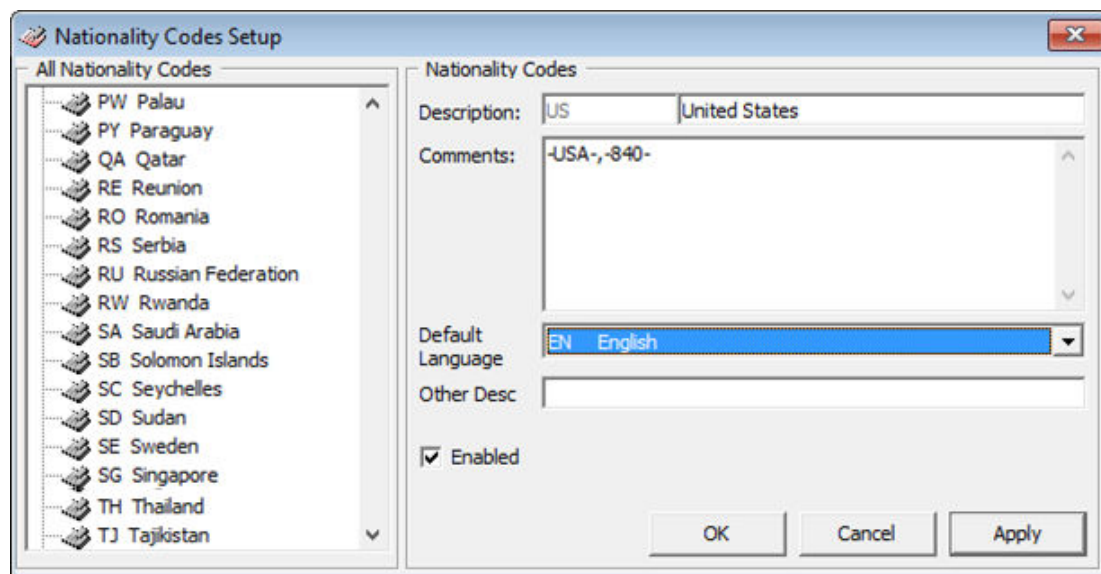 Nationality Codes Setup
All Nationality Codes
PW Palau
PY Paraguay
QA Qatar
RE Reunion
RO Romania
RS Serbia
RU Russian Federation
RW Rwanda
SA Saudi Arabia
SB Solomon Islands
SC Seychelles
SD Sudan
SE Sweden
SG Singapore
TH Thailand
TJ Tajikistan
Nationality Codes
Description: US United States
Comments: -USA-,-840-
Default
Language
EN English
Other Desc
Enabled
OK Cancel Apply